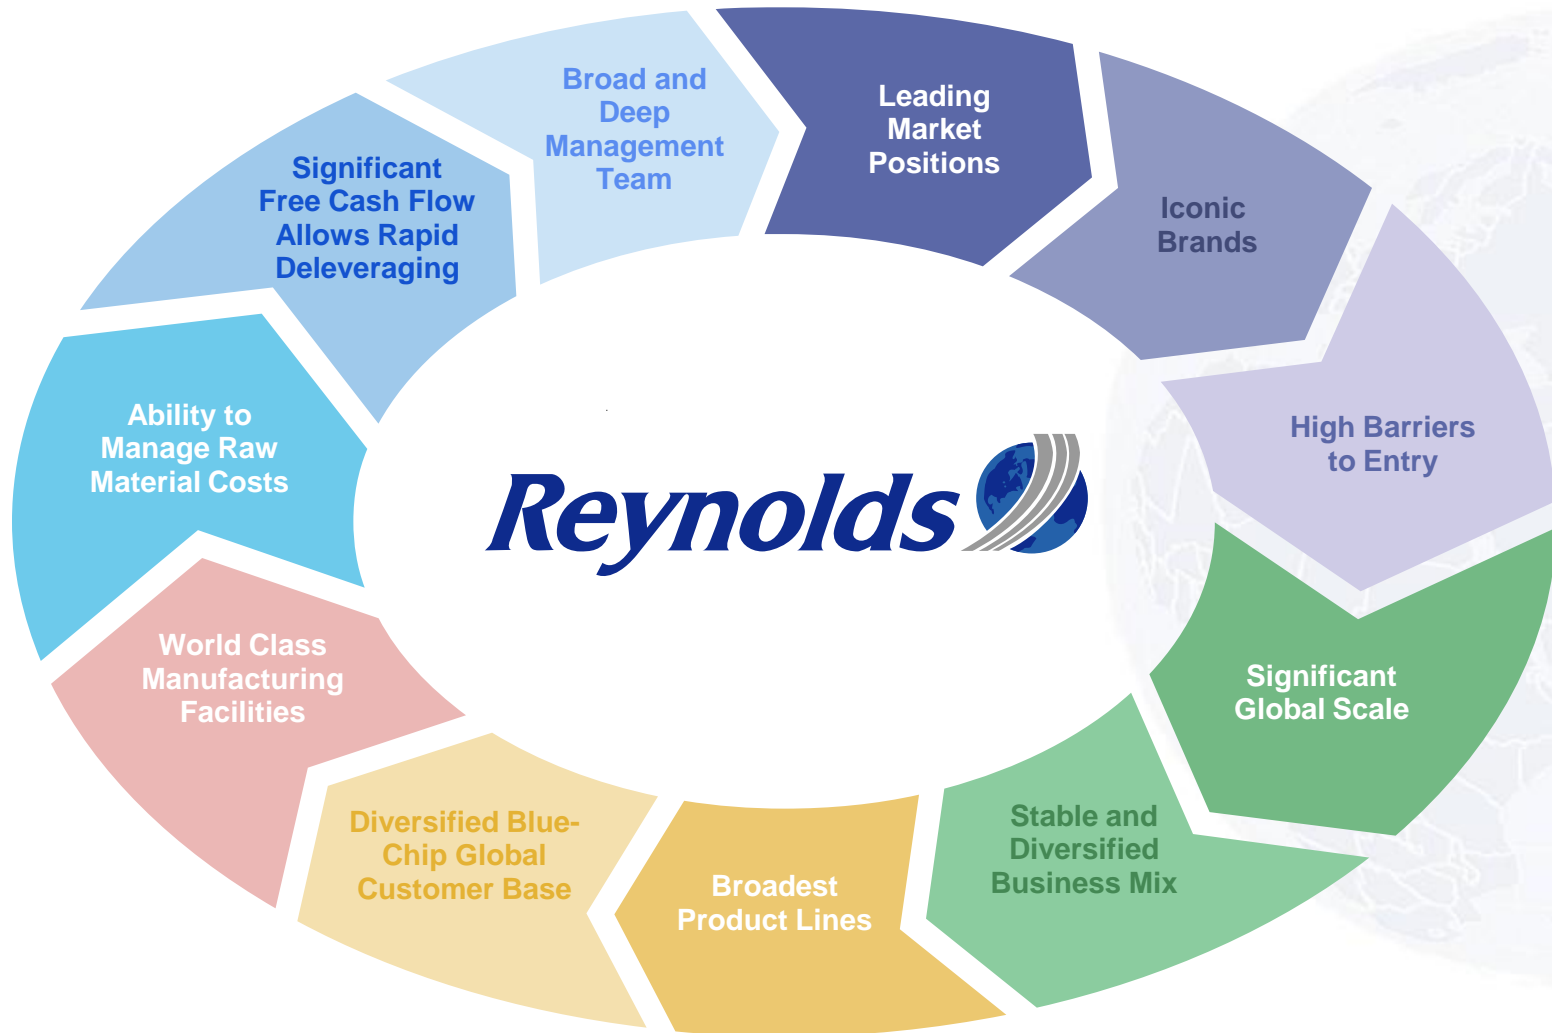 Broad and
Deep
Management
Team
Leading
Market
Positions
Iconic
Brands
High Barriers
to Entry
Significant
Global Scale
Stable and
Diversified
Business Mix
Broadest
Product Lines
Diversified Blue-
Chip Global
Customer Base
World Class
Manufacturing
Facilities
Ability to
Manage Raw
Material Costs
Significant
Free Cash Flow
Allows Rapid
Deleveraging
Reynolds